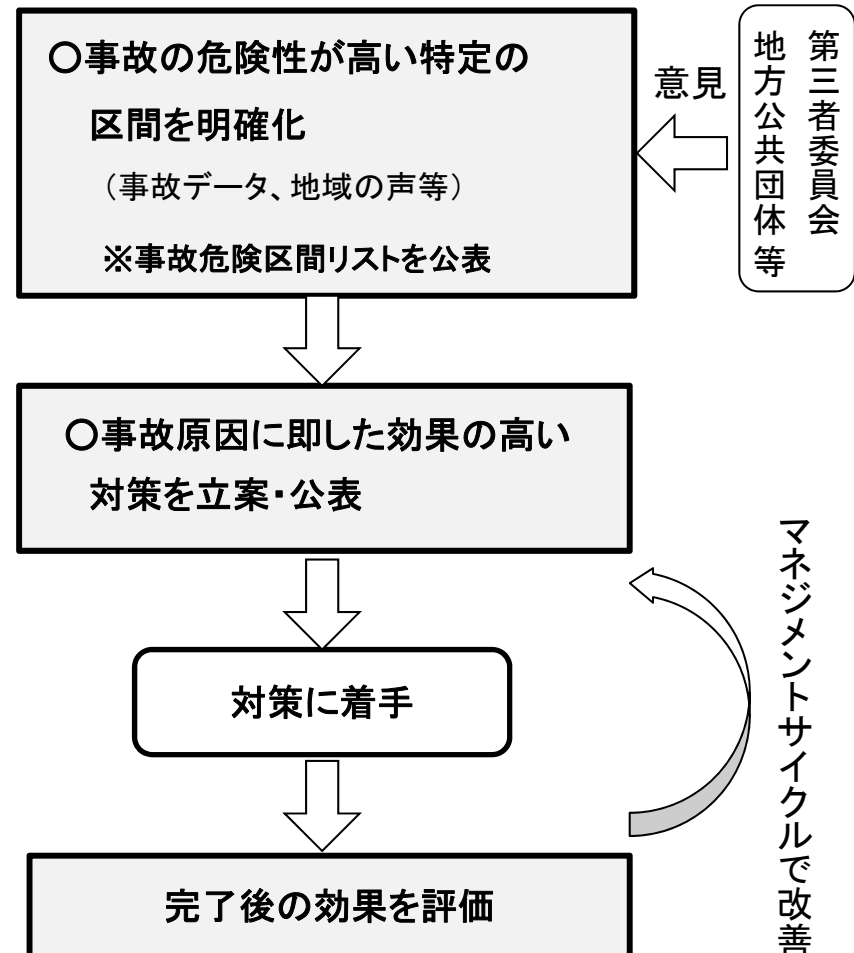 〇事故の危険性が高い特定の
区間を明確化
（事故データ、地域の声等）
※事故危険区間リストを公表
意見
第三者委員会
地方公共団体等
〇事故原因に即した効果の高い
対策を立案・公表
対策に着手
完了後の効果を評価
マネジメントサイクルで改善